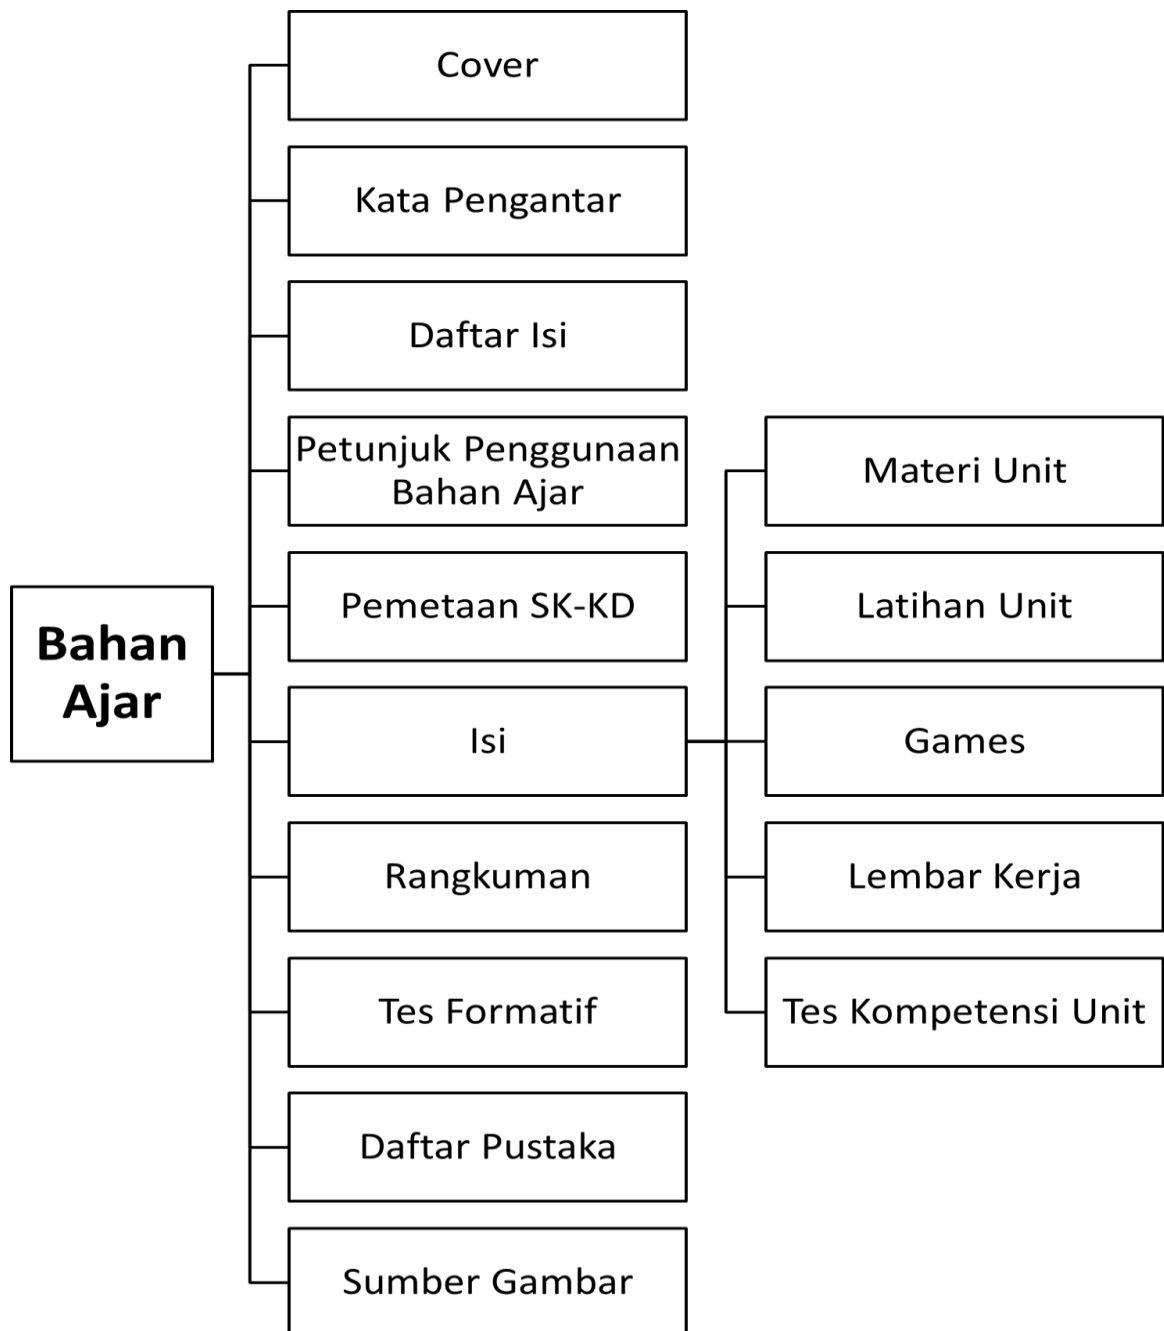 Cover
Kata Pengantar
Daftar Isi
Petunjuk Penggunaan
Bahan Ajar
Pemetaan SK-KD
Bahan
Ajar
Isi
Rangkuman
Tes Formatif
Daftar Pustaka
Sumber Gambar
Materi Unit
Latihan Unit
Games
Lembar Kerja
Tes Kompetensi Unit